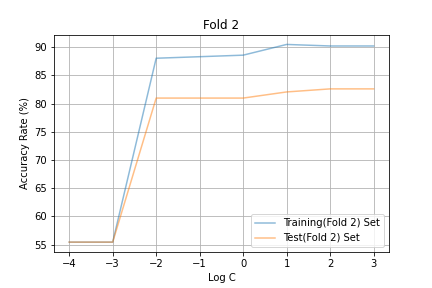 Fold 2
90
85
80
75
70
65
60
55
Accuracy Rate (%)
Training(Fold 2) Set
Test(Fold 2) Set
−4 −3 −2 −1 0 1 2 3
Log C